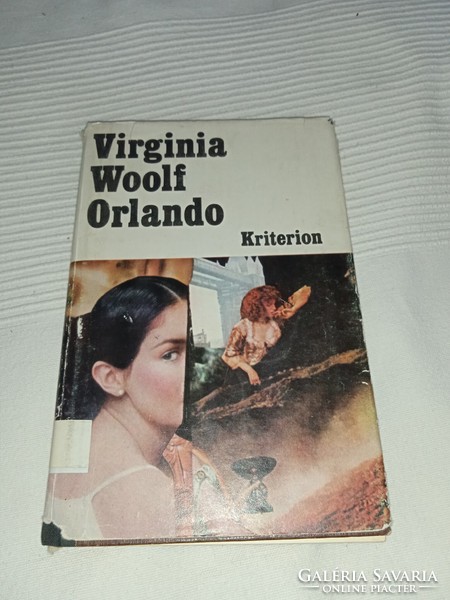 Virginia
Woolf
Orlando
Kriterion
GALÉRIA SAVARIA
ONLINE PIACTÉR